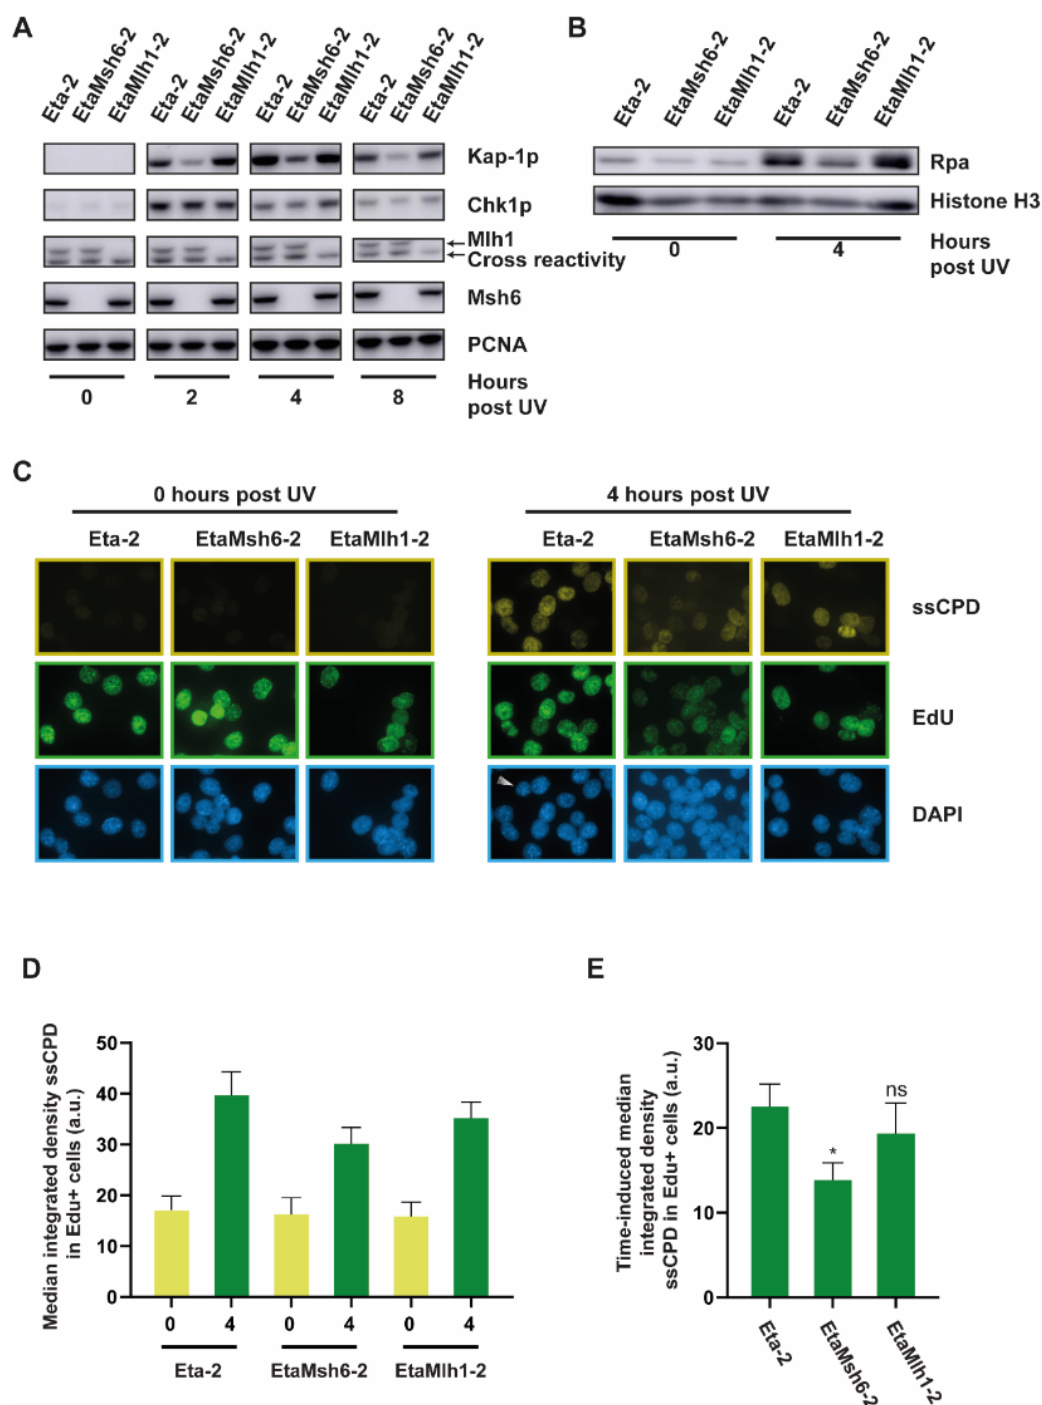 A
Eta-2
EtaMsh6-2
EtaMlh1-2
Eta-2
EtaMsh6-2
EtaMlh1-2
Eta-2
EtaMsh6-2
EtaMlh1-2
Eta-2
EtaMsh6-2
EtaMlh1-2
Kap-1p
Chk1p
Mlh1
Cross reactivity
Msh6
PCNA
0 2 4 8
Hours
post UV
B
Eta-2
EtaMsh6-2
EtaMlh1-2
Eta-2
EtaMsh6-2
EtaMlh1-2
Rpa
Histone H3
0 4
Hours
post UV
C
0 hours post UV
4 hours post UV
Eta-2 EtaMsh6-2 EtaMlh1-2
Eta-2 EtaMsh6-2 EtaMlh1-2
ssCPD
EdU
DAPI
D
Median integrated density ssCPD
in Edu+ cells (a.u.)
50
40
30
20
10
0
0 4 0 4 0 4
Eta-2 EtaMsh6-2 EtaMlh1-2
E
Time-induced median
integrated density
ssCPD in Edu+ cells (a.u.)
30
20
10
0
*
ns
Eta-2
EtaMsh6-2
EtaMlh1-2